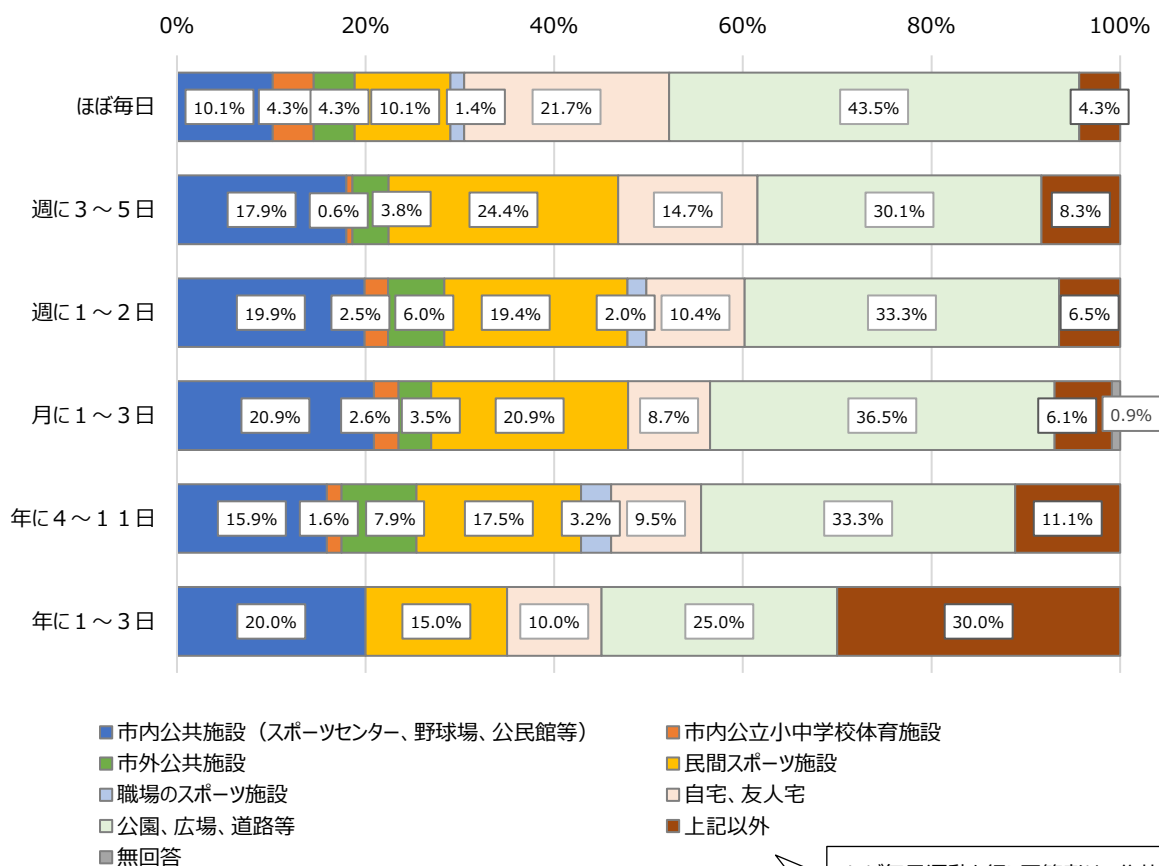 0% 20% 40% 60% 80% 100%
ほぼ毎日 10.1% 4.3% 4.3% 10.1% 1.4% 21.7% 43.5% 4.3%
週に３～５日 17.9% 0.6% 3.8% 24.4% 14.7% 30.1% 8.3%
週に１～２日 19.9% 2.5% 6.0% 19.4% 2.0% 10.4% 33.3% 6.5%
月に１～３日 20.9% 2.6% 3.5% 20.9% 8.7% 36.5% 6.1% 0.9%
年に４～１１日 15.9% 1.6% 7.9% 17.5% 3.2% 9.5% 33.3% 11.1%
年に１～３日 20.0% 15.0% 10.0% 25.0% 30.0%
市内公共施設（スポーツセンター、野球場、公民館等） 市内公立小中学校体育施設
市外公共施設 民間スポーツ施設
職場のスポーツ施設 自宅、友人宅
公園、広場、道路等 上記以外
無回答